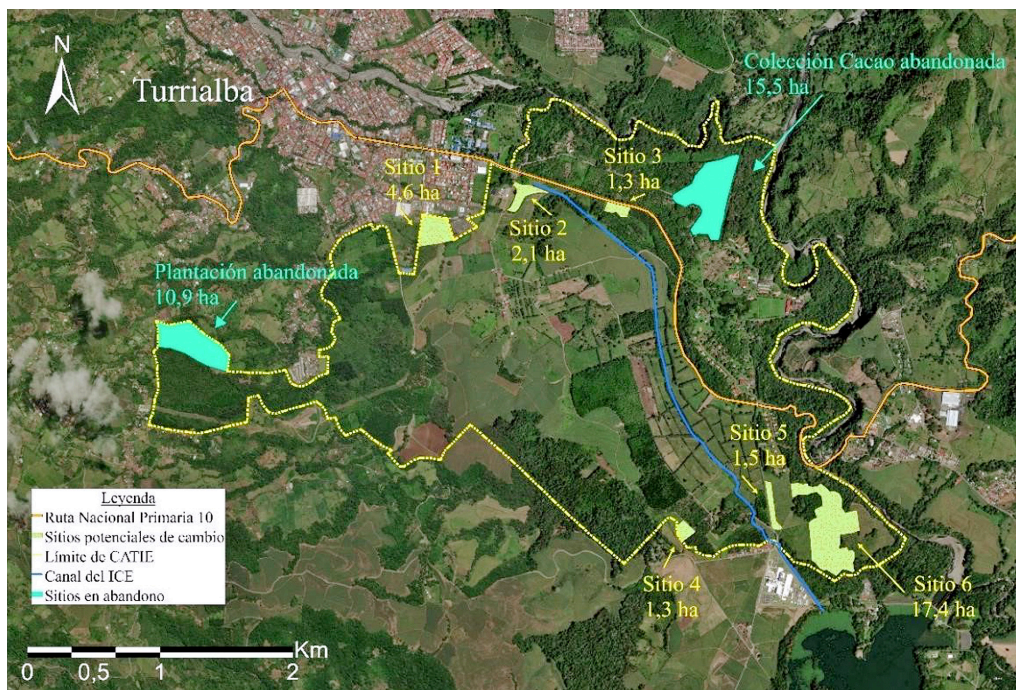 N
Turrialba
Colección Cacao abandonada
15,5 ha
Sitio 1
4,6 ha
Sitio 3
1,3 ha
Sitio 2
2,1 ha
Plantación abandonada
10,9 ha
Sitio 5
1,5 ha
Sitio 4
1,3 ha
Sitio 6
17,4 ha
Leyenda
Ruta Nacional Primaria 10
Sitios potenciales de cambio
Límite de CATIE
Canal del ICE
Sitios en abandono
Km
0 0,5 1 2